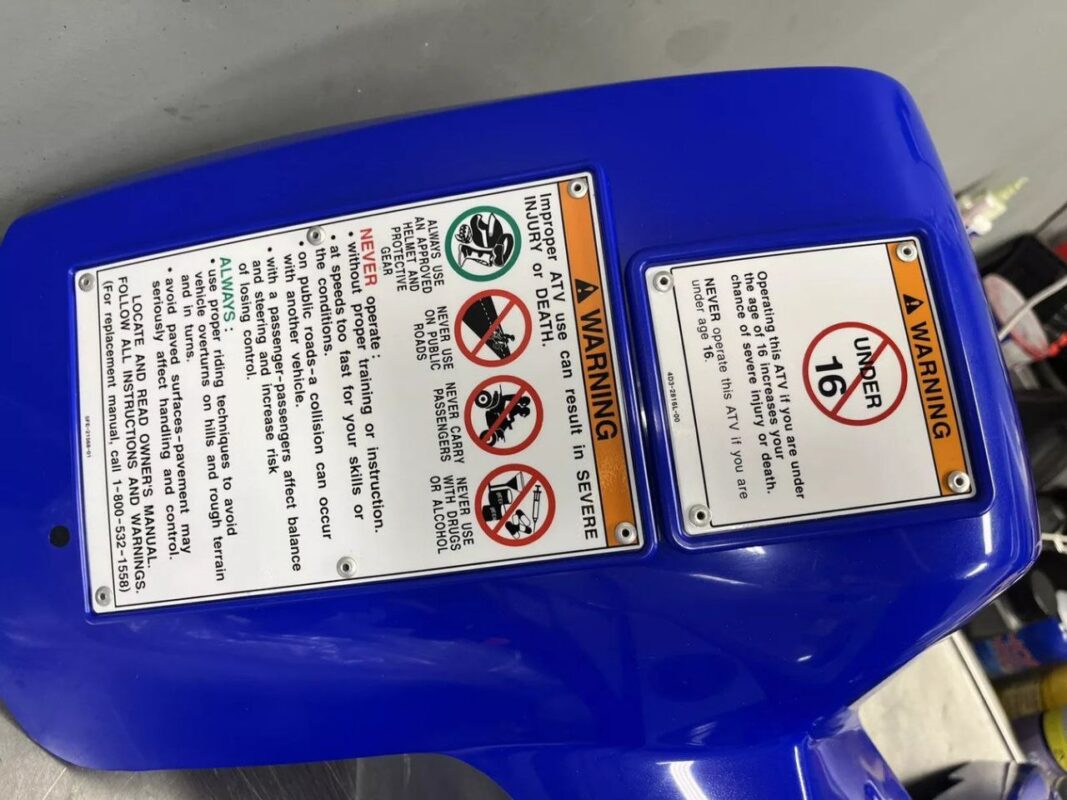 WARNING
UNDER
16
Operating this ATV if you are under
the age of 16 increases your
chance of severe injury or death.
NEVER operate this ATV if you are
under age 16.
4D3-2816L-00
WARNING
Improper ATV use can result in SEVERE
INJURY or DEATH.
ALWAYS USE
AN APPROVED
HELMET AND
PROTECTIVE
GEAR
NEVER USE
ON PUBLIC
ROADS
NEVER CARRY
PASSENGERS
NEVER USE
WITH DRUGS
OR ALCOHOL
NEVER operate :
• without proper training or instruction.
• at speeds too fast for your skills or
the conditions.
• on public roads-a collision can occur
with another vehicle.
• with a passenger-passengers affect balance
and steering and increase risk
of losing control.
ALWAYS :
• use proper riding techniques to avoid
vehicle overturns on hills and rough terrain
and in turns.
• avoid paved surfaces-pavement may
seriously affect handling and control.
LOCATE AND READ OWNER'S MANUAL.
FOLLOW ALL INSTRUCTIONS AND WARNINGS.
(For replacement manual, call 1-800-532-1558)